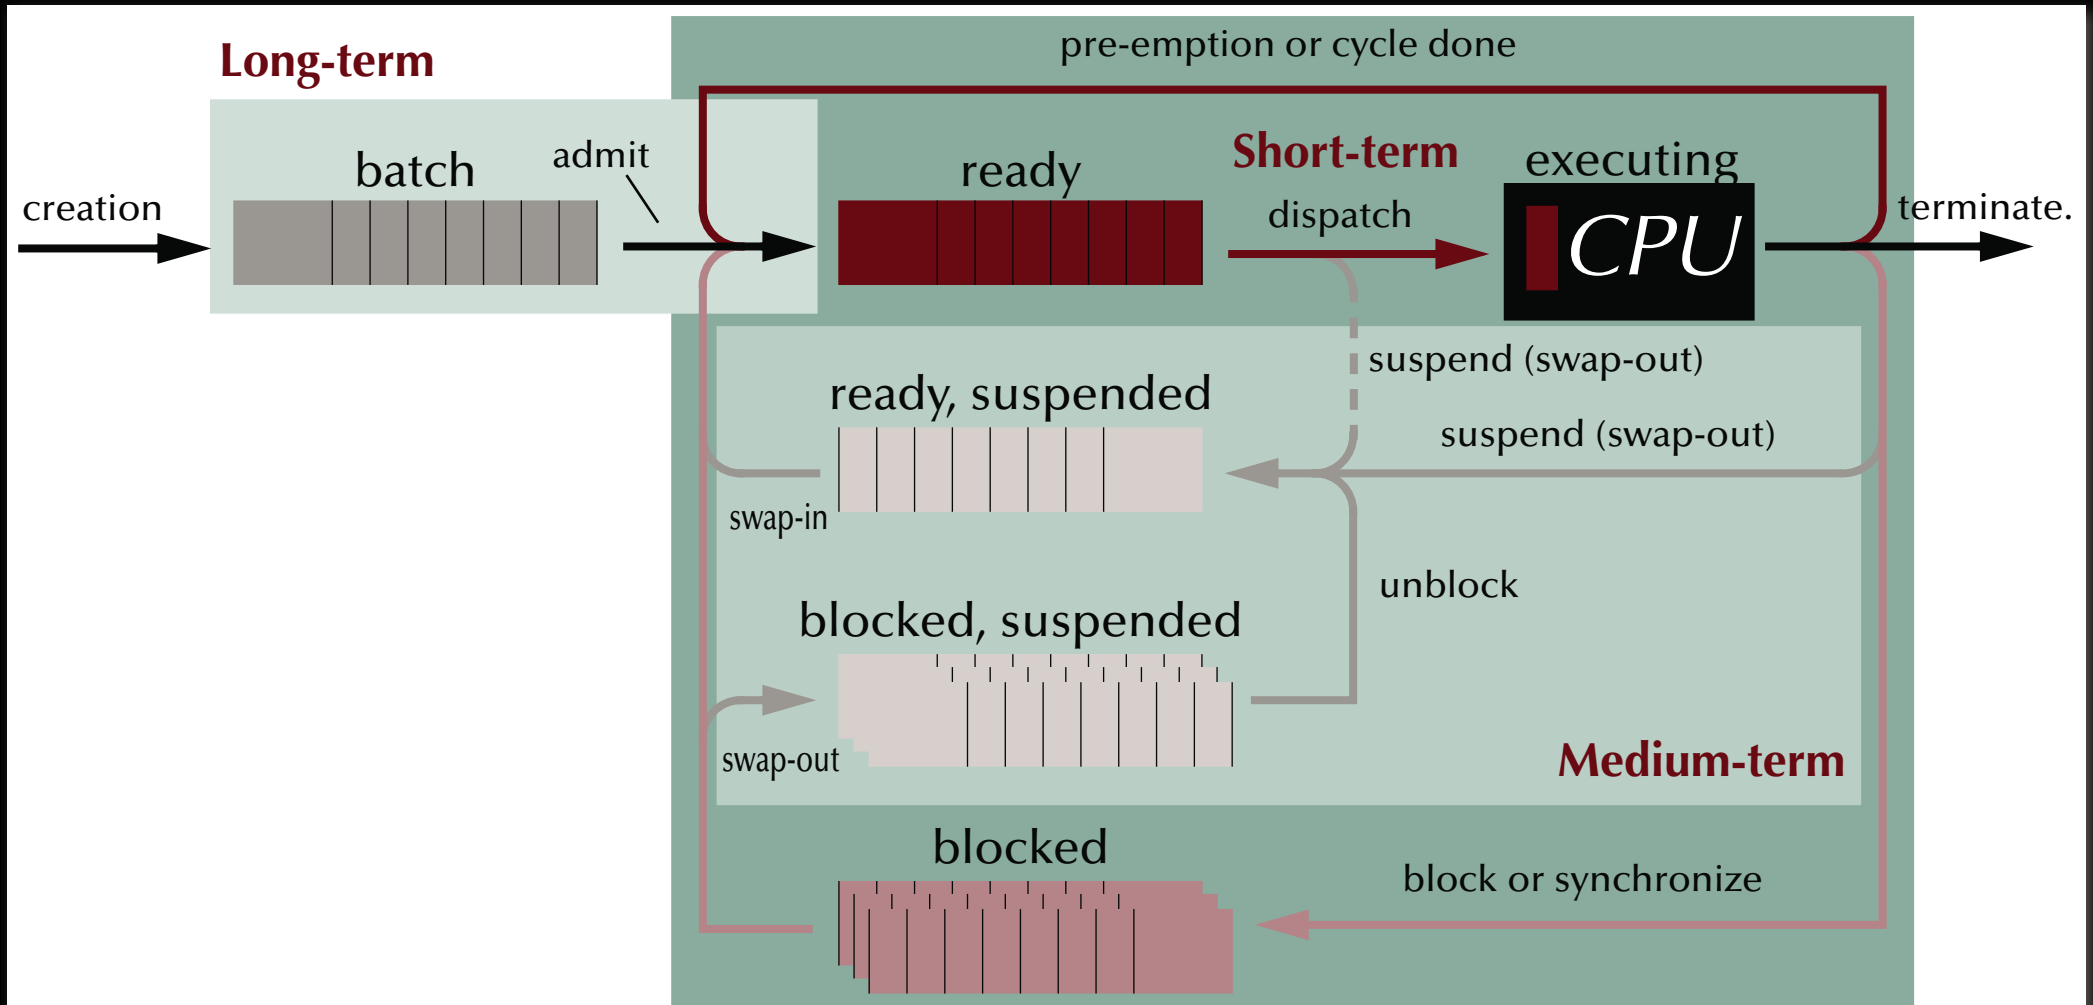 pre-emption or cycle done
Long-term
batch
admit
ready
Short-term
executing
creation
dispatch
CPU
terminate.
suspend (swap-out)
ready, suspended
suspend (swap-out)
swap-in
unblock
blocked, suspended
swap-out
Medium-term
blocked
block or synchronize